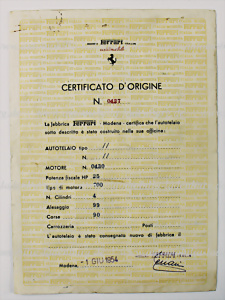 Ferrari
automobili
CERTIFICATO D'ORIGINE
N. 0437
La fabbrica Ferrari - Modena - certifica che l'autotelaio
sotto descritto è stato costruito nelle sue officine:
AUTOTELAIO tipo //
N. //
MOTORE N. 0430
Potenza fiscale HP 25
Tipo di motore
N. Cilindri 4
Alesaggio 99
Corsa 90
Carrozzeria Posti
L'autotelaio è stato consegnato nuovo di fabbrica il
Modena, -1 GIU 1954